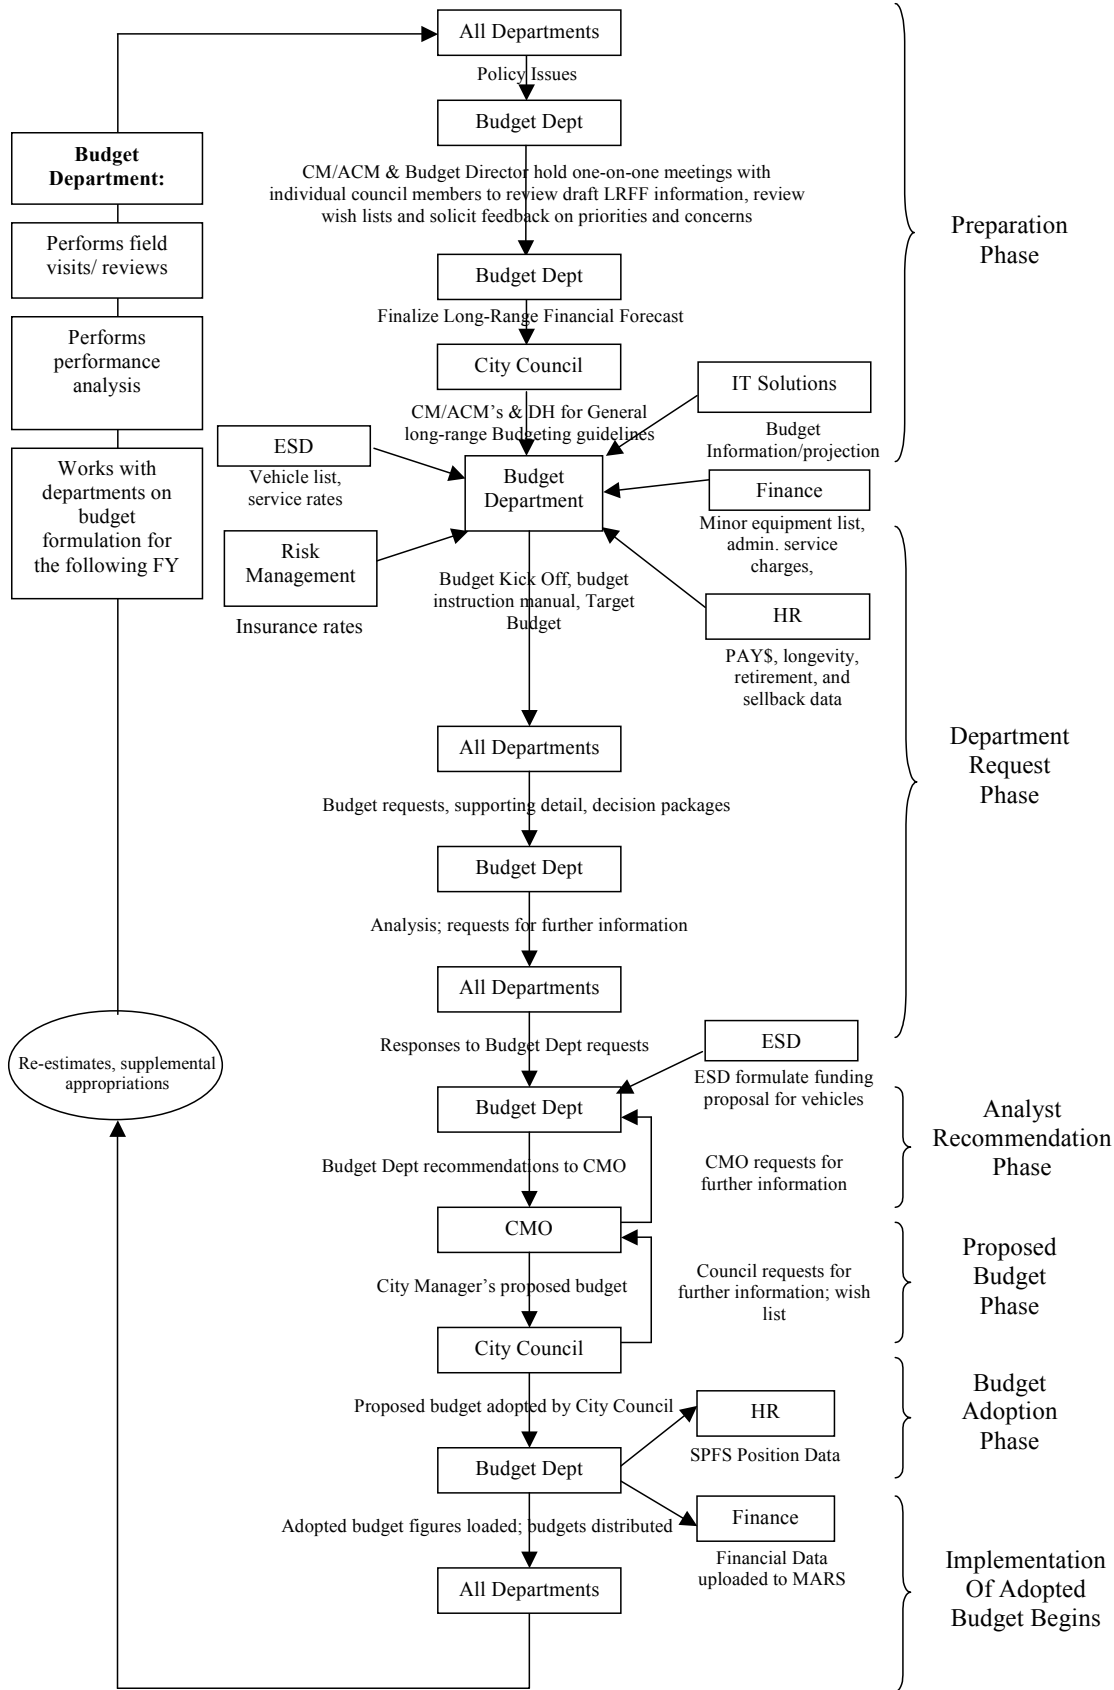 All Departments
Policy Issues
Budget Dept
Budget
Department:
CM/ACM & Budget Director hold one-on-one meetings with
individual council members to review draft LRFF information, review
wish lists and solicit feedback on priorities and concerns
Preparation
Phase
Performs field
visits/ reviews
Budget Dept
Finalize Long-Range Financial Forecast
Performs
performance
analysis
City Council
IT Solutions
Budget
Information/projection
CM/ACM's & DH for General
long-range Budgeting guidelines
ESD
Vehicle list,
service rates
Works with
departments on
budget
formulation for
the following FY
Budget
Department
Finance
Minor equipment list,
admin. service
charges,
Risk
Management
Insurance rates
Budget Kick Off, budget
instruction manual, Target
Budget
HR
PAY$, longevity,
retirement, and
sellback data
All Departments
Department
Request
Phase
Budget requests, supporting detail, decision packages
Budget Dept
Analysis; requests for further information
All Departments
Responses to Budget Dept requests
ESD
ESD formulate funding
proposal for vehicles
Re-estimates, supplemental
appropriations
Budget Dept
Analyst
Recommendation
Phase
Budget Dept recommendations to CMO
CMO requests for
further information
CMO
City Manager's proposed budget
Council requests for
further information; wish
list
Proposed
Budget
Phase
City Council
Proposed budget adopted by City Council
HR
SPFS Position Data
Budget
Adoption
Phase
Budget Dept
Adopted budget figures loaded; budgets distributed
Finance
Financial Data
uploaded to MARS
All Departments
Implementation
Of Adopted
Budget Begins